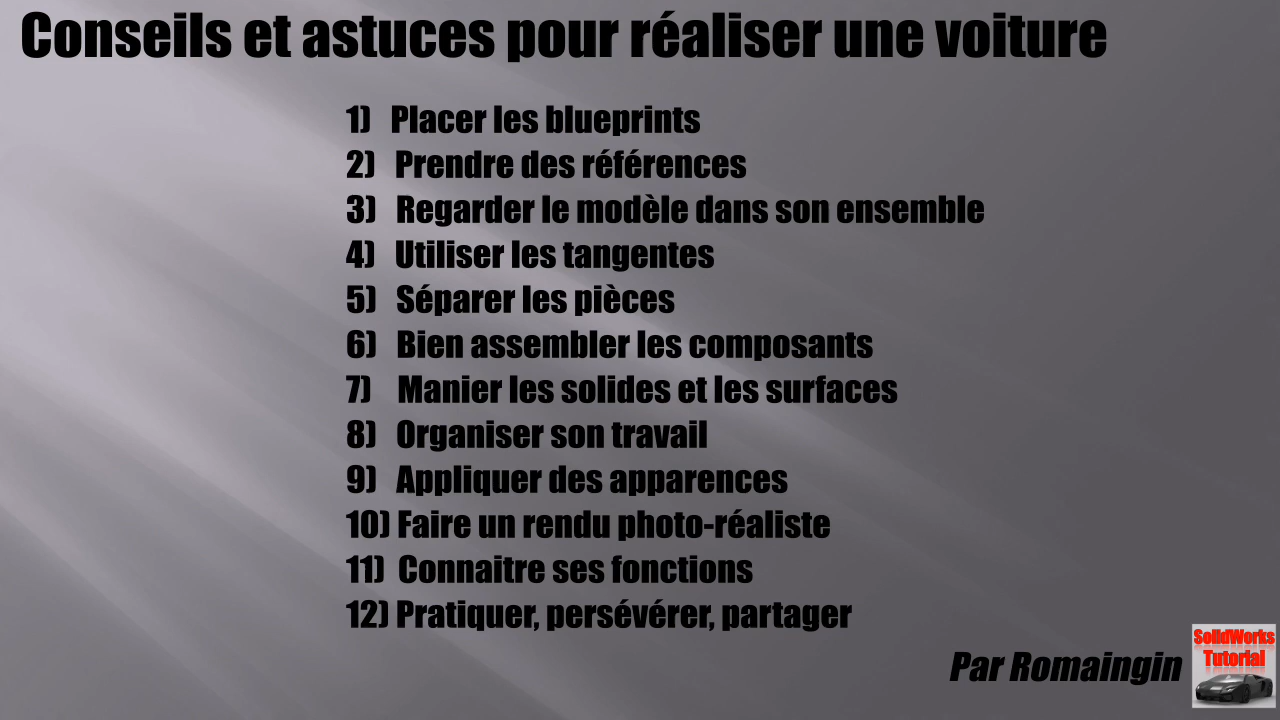 Conseils et astuces pour réaliser une voiture
1) Placer les blueprints
2) Prendre des références
3) Regarder le modèle dans son ensemble
4) Utiliser les tangentes
5) Séparer les pièces
6) Bien assembler les composants
7) Manier les solides et les surfaces
8) Organiser son travail
9) Appliquer des apparences
10) Faire un rendu photo-réaliste
11) Connaitre ses fonctions
12) Pratiquer, persévérer, partager
Par Romaingin
SolidWorks
Tutorial